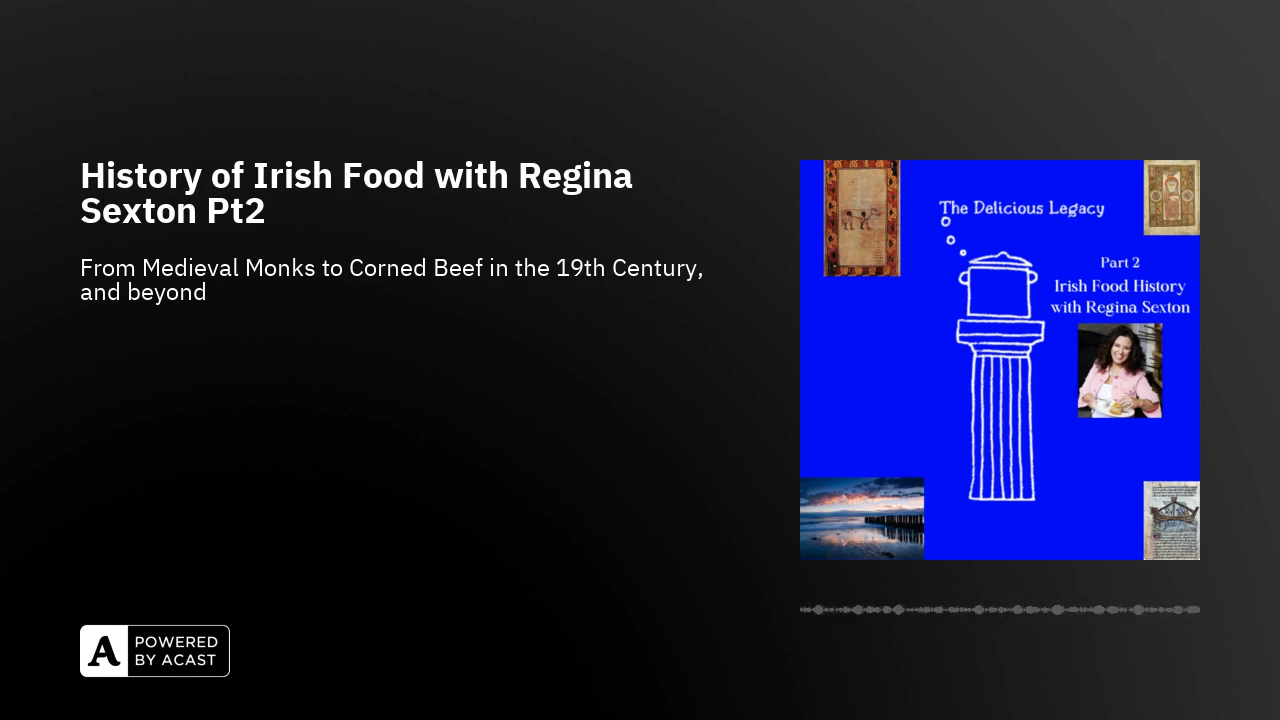 History of Irish Food with Regina
Sexton Pt2
From Medieval Monks to Corned Beef in the 19th Century,
and beyond
The Delicious Legacy
Part 2
Irish Food History
with Regina Sexton
A POWERED
BY ACAST